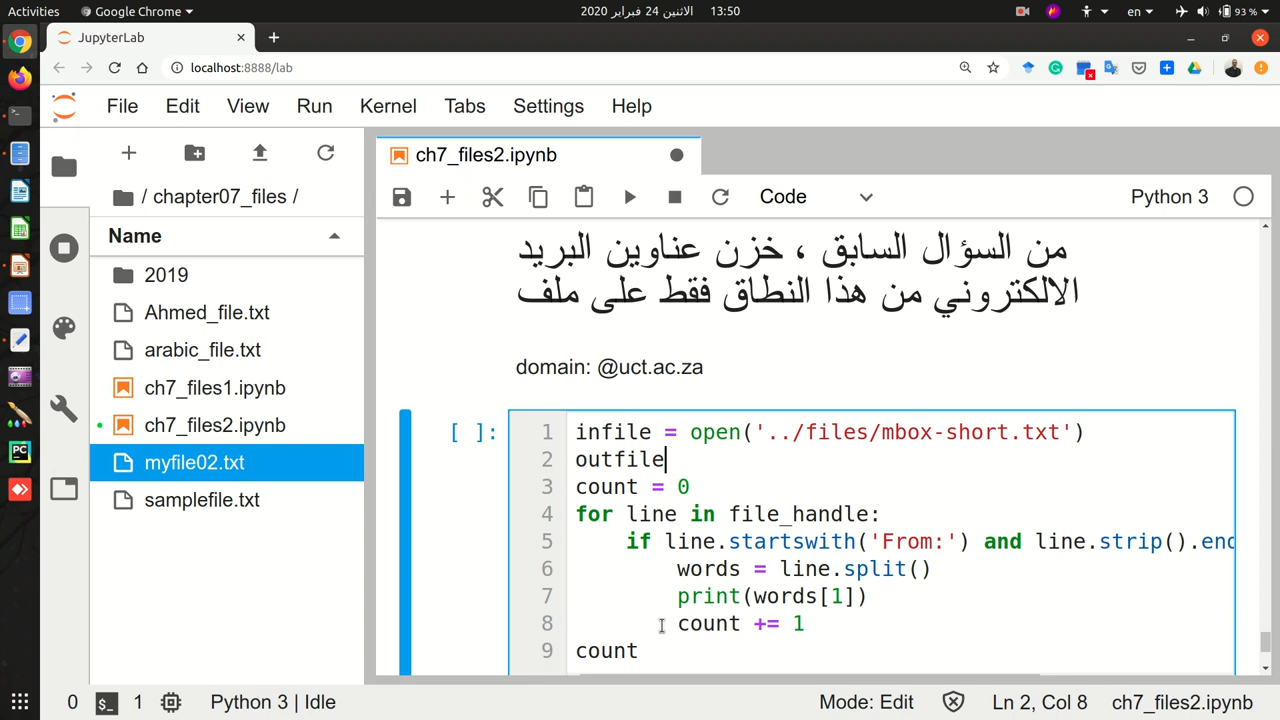 Activities
Google Chrome
الاثنين 24 فبراير 2020 13:50
en
93 %
JupyterLab
localhost:8888/lab
File Edit View Run Kernel Tabs Settings Help
ch7_files2.ipynb
/ chapter07_files /
Code
Python 3
Name
2019
Ahmed_file.txt
arabic_file.txt
ch7_files1.ipynb
ch7_files2.ipynb
myfile02.txt
samplefile.txt
من السؤال السابق ، خزن عناوين البريد
الالكتروني من هذا النطاق فقط على ملف
domain: @uct.ac.za
[ ]:
1 infile = open('../files/mbox-short.txt')
2 outfile
3 count = 0
4 for line in file_handle:
5 if line.startswith('From:') and line.strip().end
6 words = line.split()
7 print(words[1])
8 count += 1
9 count
0 1 Python 3 | Idle
Mode: Edit
Ln 2, Col 8
ch7_files2.ipynb